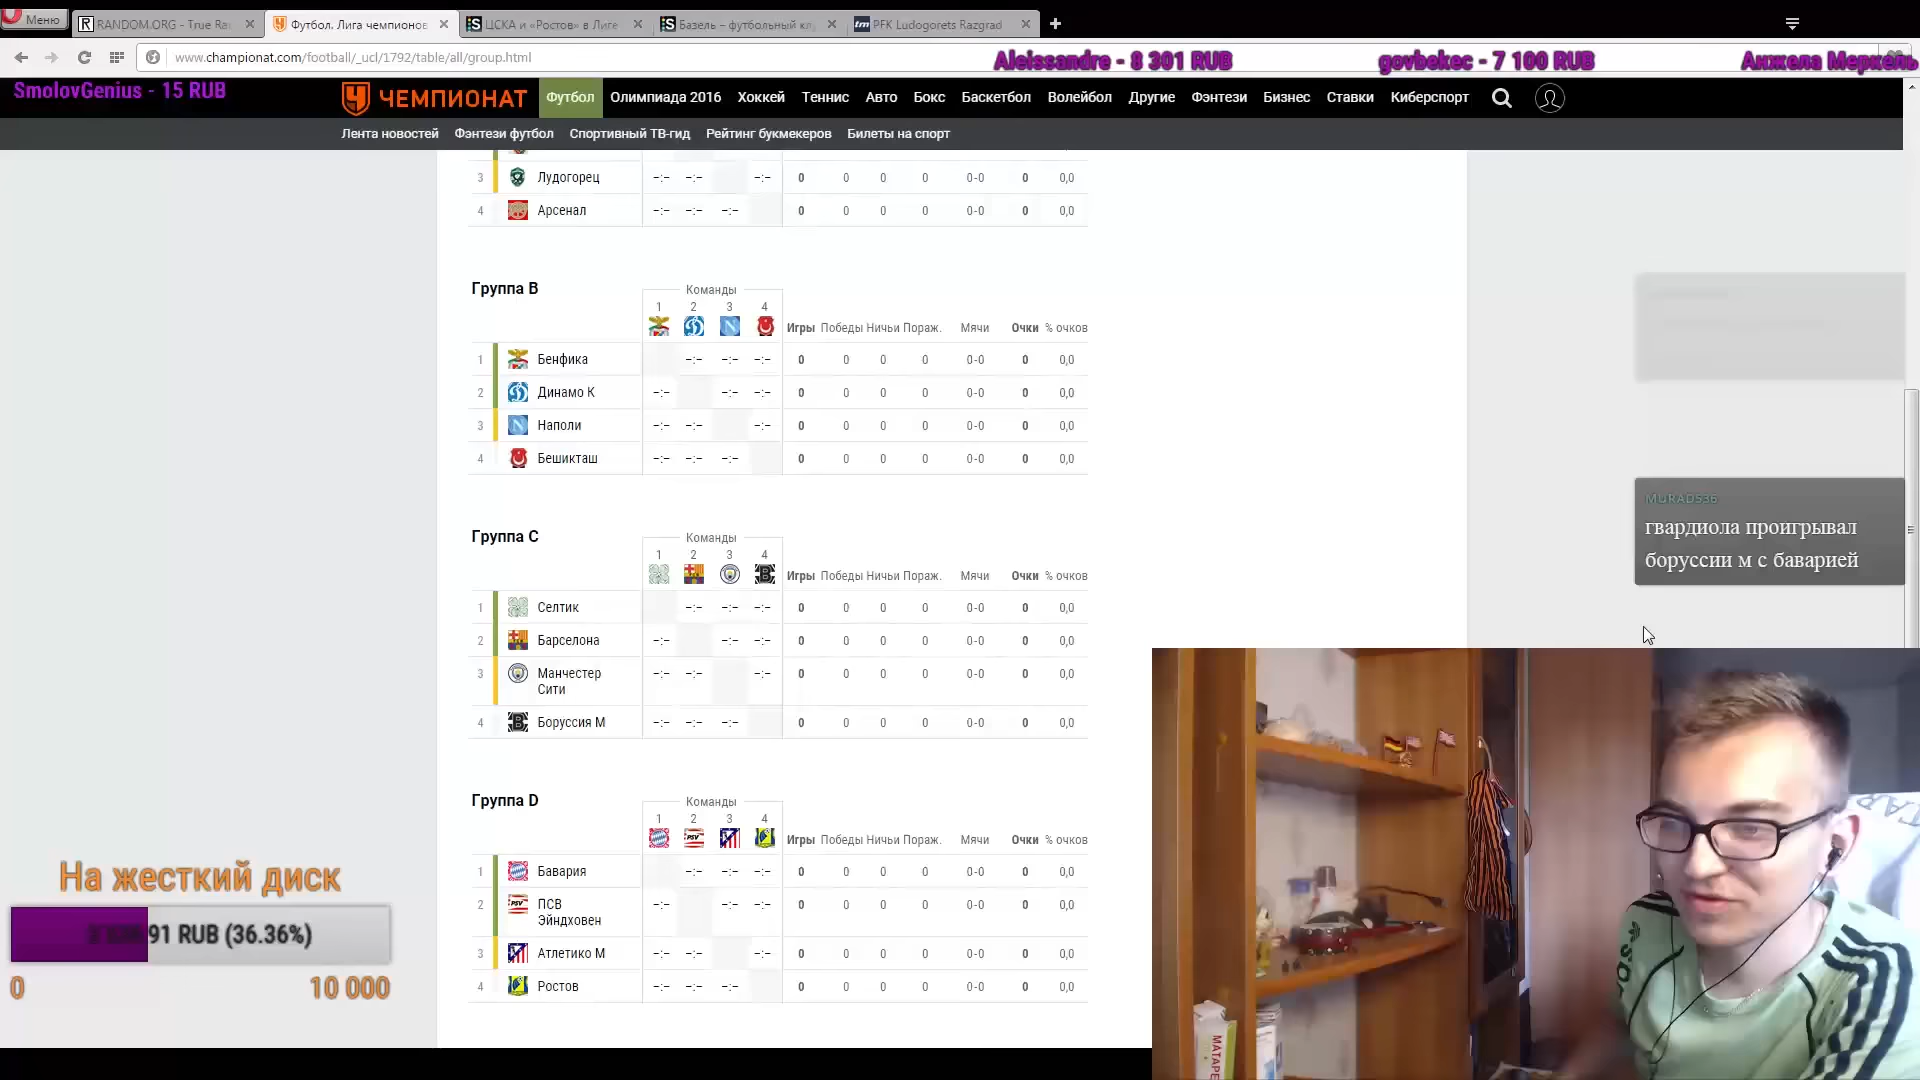 Меню
RANDOM.ORG - True Ra
Футбол. Лига чемпионов
ЦСКА и «Ростов» в Лиге
Базель – футбольный кл
PFK Ludogorets Razgrad
www.championat.com/football/_ucl/1792/table/all/group.html
Aleissandre - 8 301 RUB
govbekec - 7 100 RUB
Анжела Меркель
SmolovGenius - 15 RUB
ЧЕМПИОНАТ
Футбол Олимпиада 2016 Хоккей Теннис Авто Бокс Баскетбол Волейбол Другие Фэнтези Бизнес Ставки Киберспорт
Лента новостей Фэнтези футбол Спортивный ТВ-гид Рейтинг букмекеров Билеты на спорт
3 Лудогорец –:– –:– –:– 0 0 0 0 0-0 0 0,0
4 Арсенал –:– –:– –:– 0 0 0 0 0-0 0 0,0
Группа B
Команды
1 2 3 4
Игры Победы Ничьи Пораж. Мячи Очки % очков
1 Бенфика –:– –:– –:– 0 0 0 0 0-0 0 0,0
2 Динамо К –:– –:– –:– 0 0 0 0 0-0 0 0,0
3 Наполи –:– –:– –:– 0 0 0 0 0-0 0 0,0
4 Бешикташ –:– –:– –:– 0 0 0 0 0-0 0 0,0
Группа C
Команды
1 2 3 4
Игры Победы Ничьи Пораж. Мячи Очки % очков
1 Селтик –:– –:– –:– 0 0 0 0 0-0 0 0,0
2 Барселона –:– –:– –:– 0 0 0 0 0-0 0 0,0
3 Манчестер –:– –:– –:– 0 0 0 0 0-0 0 0,0
Сити
4 Боруссия М –:– –:– –:– 0 0 0 0 0-0 0 0,0
Группа D
Команды
1 2 3 4
PSV
Игры Победы Ничьи Пораж. Мячи Очки % очков
1 Бавария –:– –:– –:– 0 0 0 0 0-0 0 0,0
2 ПСВ –:– –:– –:– 0 0 0 0 0-0 0 0,0
Эйндховен
3 Атлетико М –:– –:– –:– 0 0 0 0 0-0 0 0,0
4 Ростов –:– –:– –:– 0 0 0 0 0-0 0 0,0
MURADS36
гвардиола проигрывал
боруссии м с баварией
На жесткий диск
91 RUB (36.36%)
0 10 000
adidas